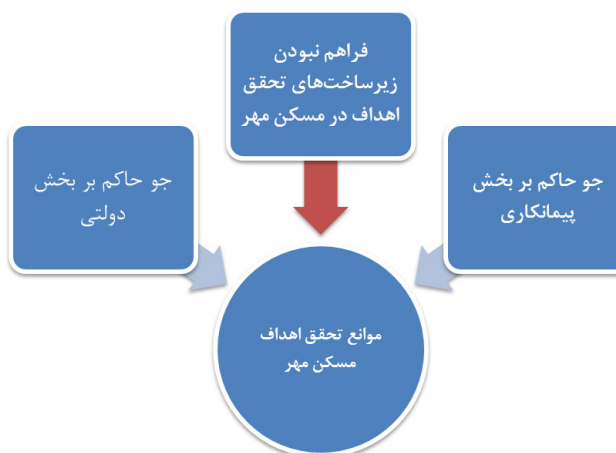 فراهم نبودن
زیرساخت‌های تحقق
اهداف در مسکن مهر
جو حاکم بر بخش
پیمانکاری
جو حاکم بر بخش
دولتی
موانع تحقق اهداف
مسکن مهر